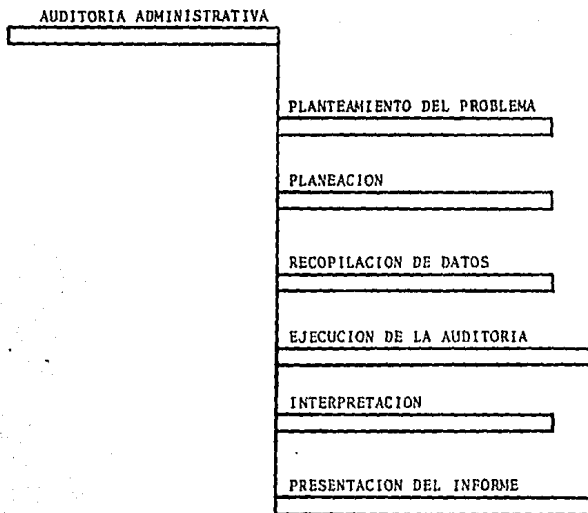 AUDITORIA ADMINISTRATIVA
PLANTEAMIENTO DEL PROBLEMA
PLANEACION
RECOPILACION DE DATOS
EJECUCION DE LA AUDITORIA
INTERPRETACION
PRESENTACION DEL INFORME